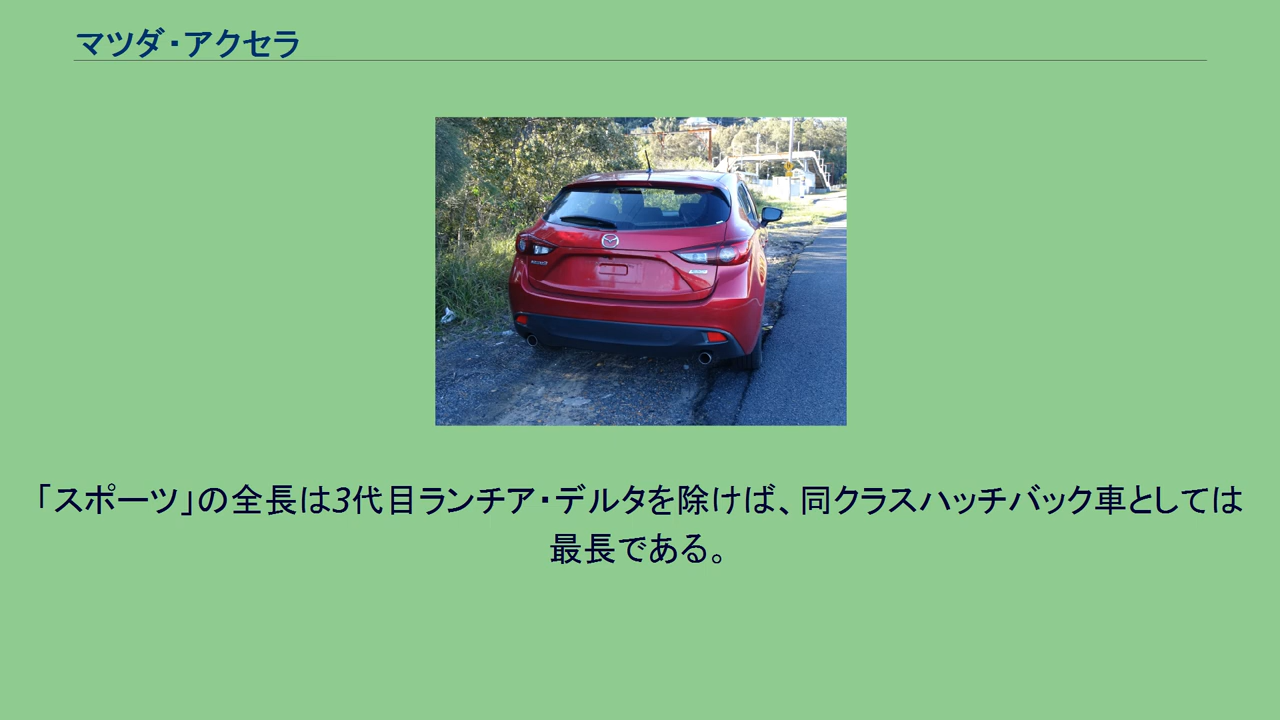 マツダ・アクセラ
「スポーツ」の全長は3代目ランチア・デルタを除けば、同クラスハッチバック車としては
最長である。